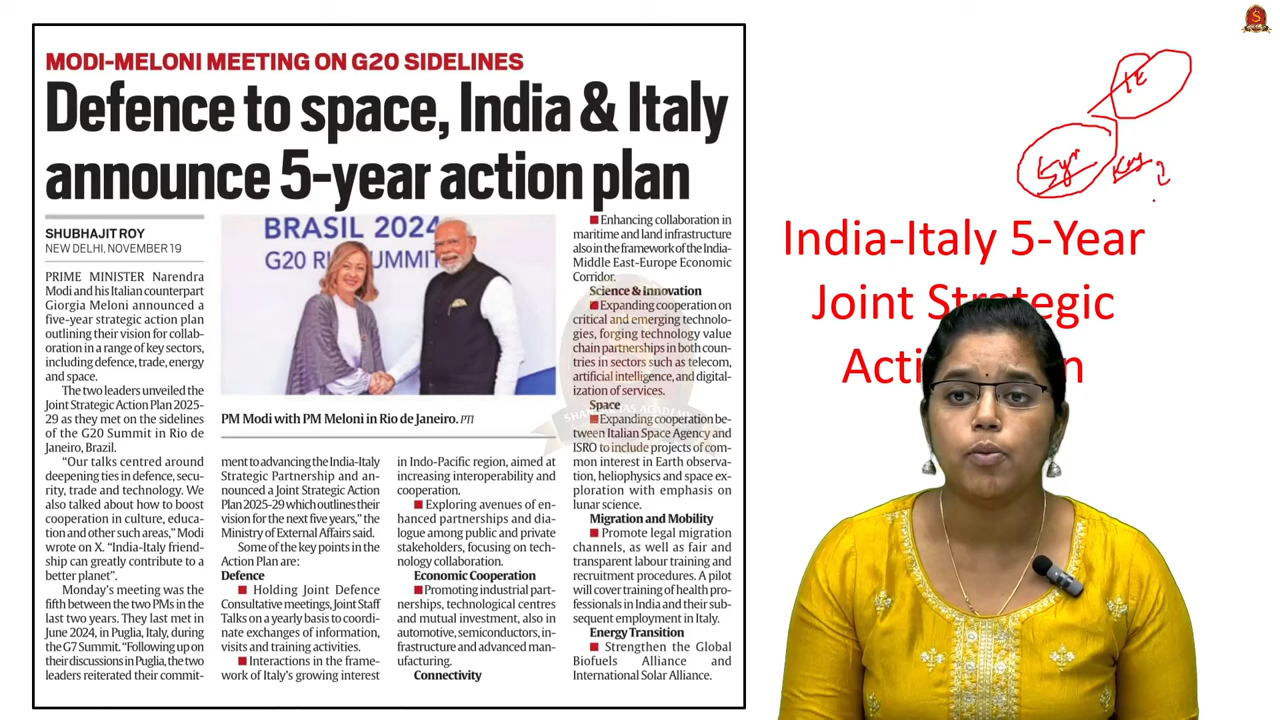 MODI-MELONI MEETING ON G20 SIDELINES
Defence to space, India & Italy
announce 5-year action plan
SHUBHAJIT ROY
NEW DELHI, NOVEMBER 19
PRIME MINISTER Narendra
Modi and his Italian counterpart
Giorgia Meloni announced a
five-year strategic action plan
outlining their vision for collab-
oration in a range of key sectors,
including defence, trade, energy
and space.
The two leaders unveiled the
Joint Strategic Action Plan 2025-
29 as they met on the sidelines
of the G20 Summit in Rio de
Janeiro, Brazil.
“Our talks centred around
deepening ties in defence, secu-
rity, trade and technology. We
also talked about how to boost
cooperation in culture, educa-
tion and other such areas,” Modi
wrote on X. “India-Italy friend-
ship can greatly contribute to a
better planet”.
Monday's meeting was the
fifth between the two PMs in the
last two years. They last met in
June 2024, in Puglia, Italy, during
the G7 Summit. “Following up on
their discussions in Puglia, the two
leaders reiterated their commit-
BRASIL 2024
G20 SUMMIT
PM Modi with PM Meloni in Rio de Janeiro. PTI
ment to advancing the India-Italy
Strategic Partnership and an-
nounced a Joint Strategic Action
Plan 2025-29 which outlines their
vision for the next five years,” the
Ministry of External Affairs said.
Some of the key points in the
Action Plan are:
Defence
Holding Joint Defence
Consultative meetings, Joint Staff
Talks on a yearly basis to coordi-
nate exchanges of information,
visits and training activities.
Interactions in the frame-
work of Italy's growing interest
in Indo-Pacific region, aimed at
increasing interoperability and
cooperation.
Exploring avenues of en-
hanced partnerships and dia-
logue among public and private
stakeholders, focusing on tech-
nology collaboration.
Economic Cooperation
Promoting industrial part-
nerships, technological centres
and mutual investment, also in
automotive, semiconductors, in-
frastructure and advanced man-
ufacturing.
Connectivity
Enhancing collaboration in
maritime and land infrastructure
also in the framework of the India-
Middle East-Europe Economic
Corridor.
Science & Innovation
Expanding cooperation on
critical and emerging technolo-
gies, forging technology value
chain partnerships in both coun-
tries in sectors such as telecom,
artificial intelligence, and digital-
ization of services.
Space
Expanding cooperation be-
tween Italian Space Agency and
ISRO to include projects of com-
mon interest in Earth observa-
tion, heliophysics and space ex-
ploration with emphasis on
lunar science.
Migration and Mobility
Promote legal migration
channels, as well as fair and
transparent labour training and
recruitment procedures. A pilot
will cover training of health pro-
fessionals in India and their sub-
sequent employment in Italy.
Energy Transition
Strengthen the Global
Biofuels Alliance and
International Solar Alliance.
India-Italy 5-Year
Joint Strategic